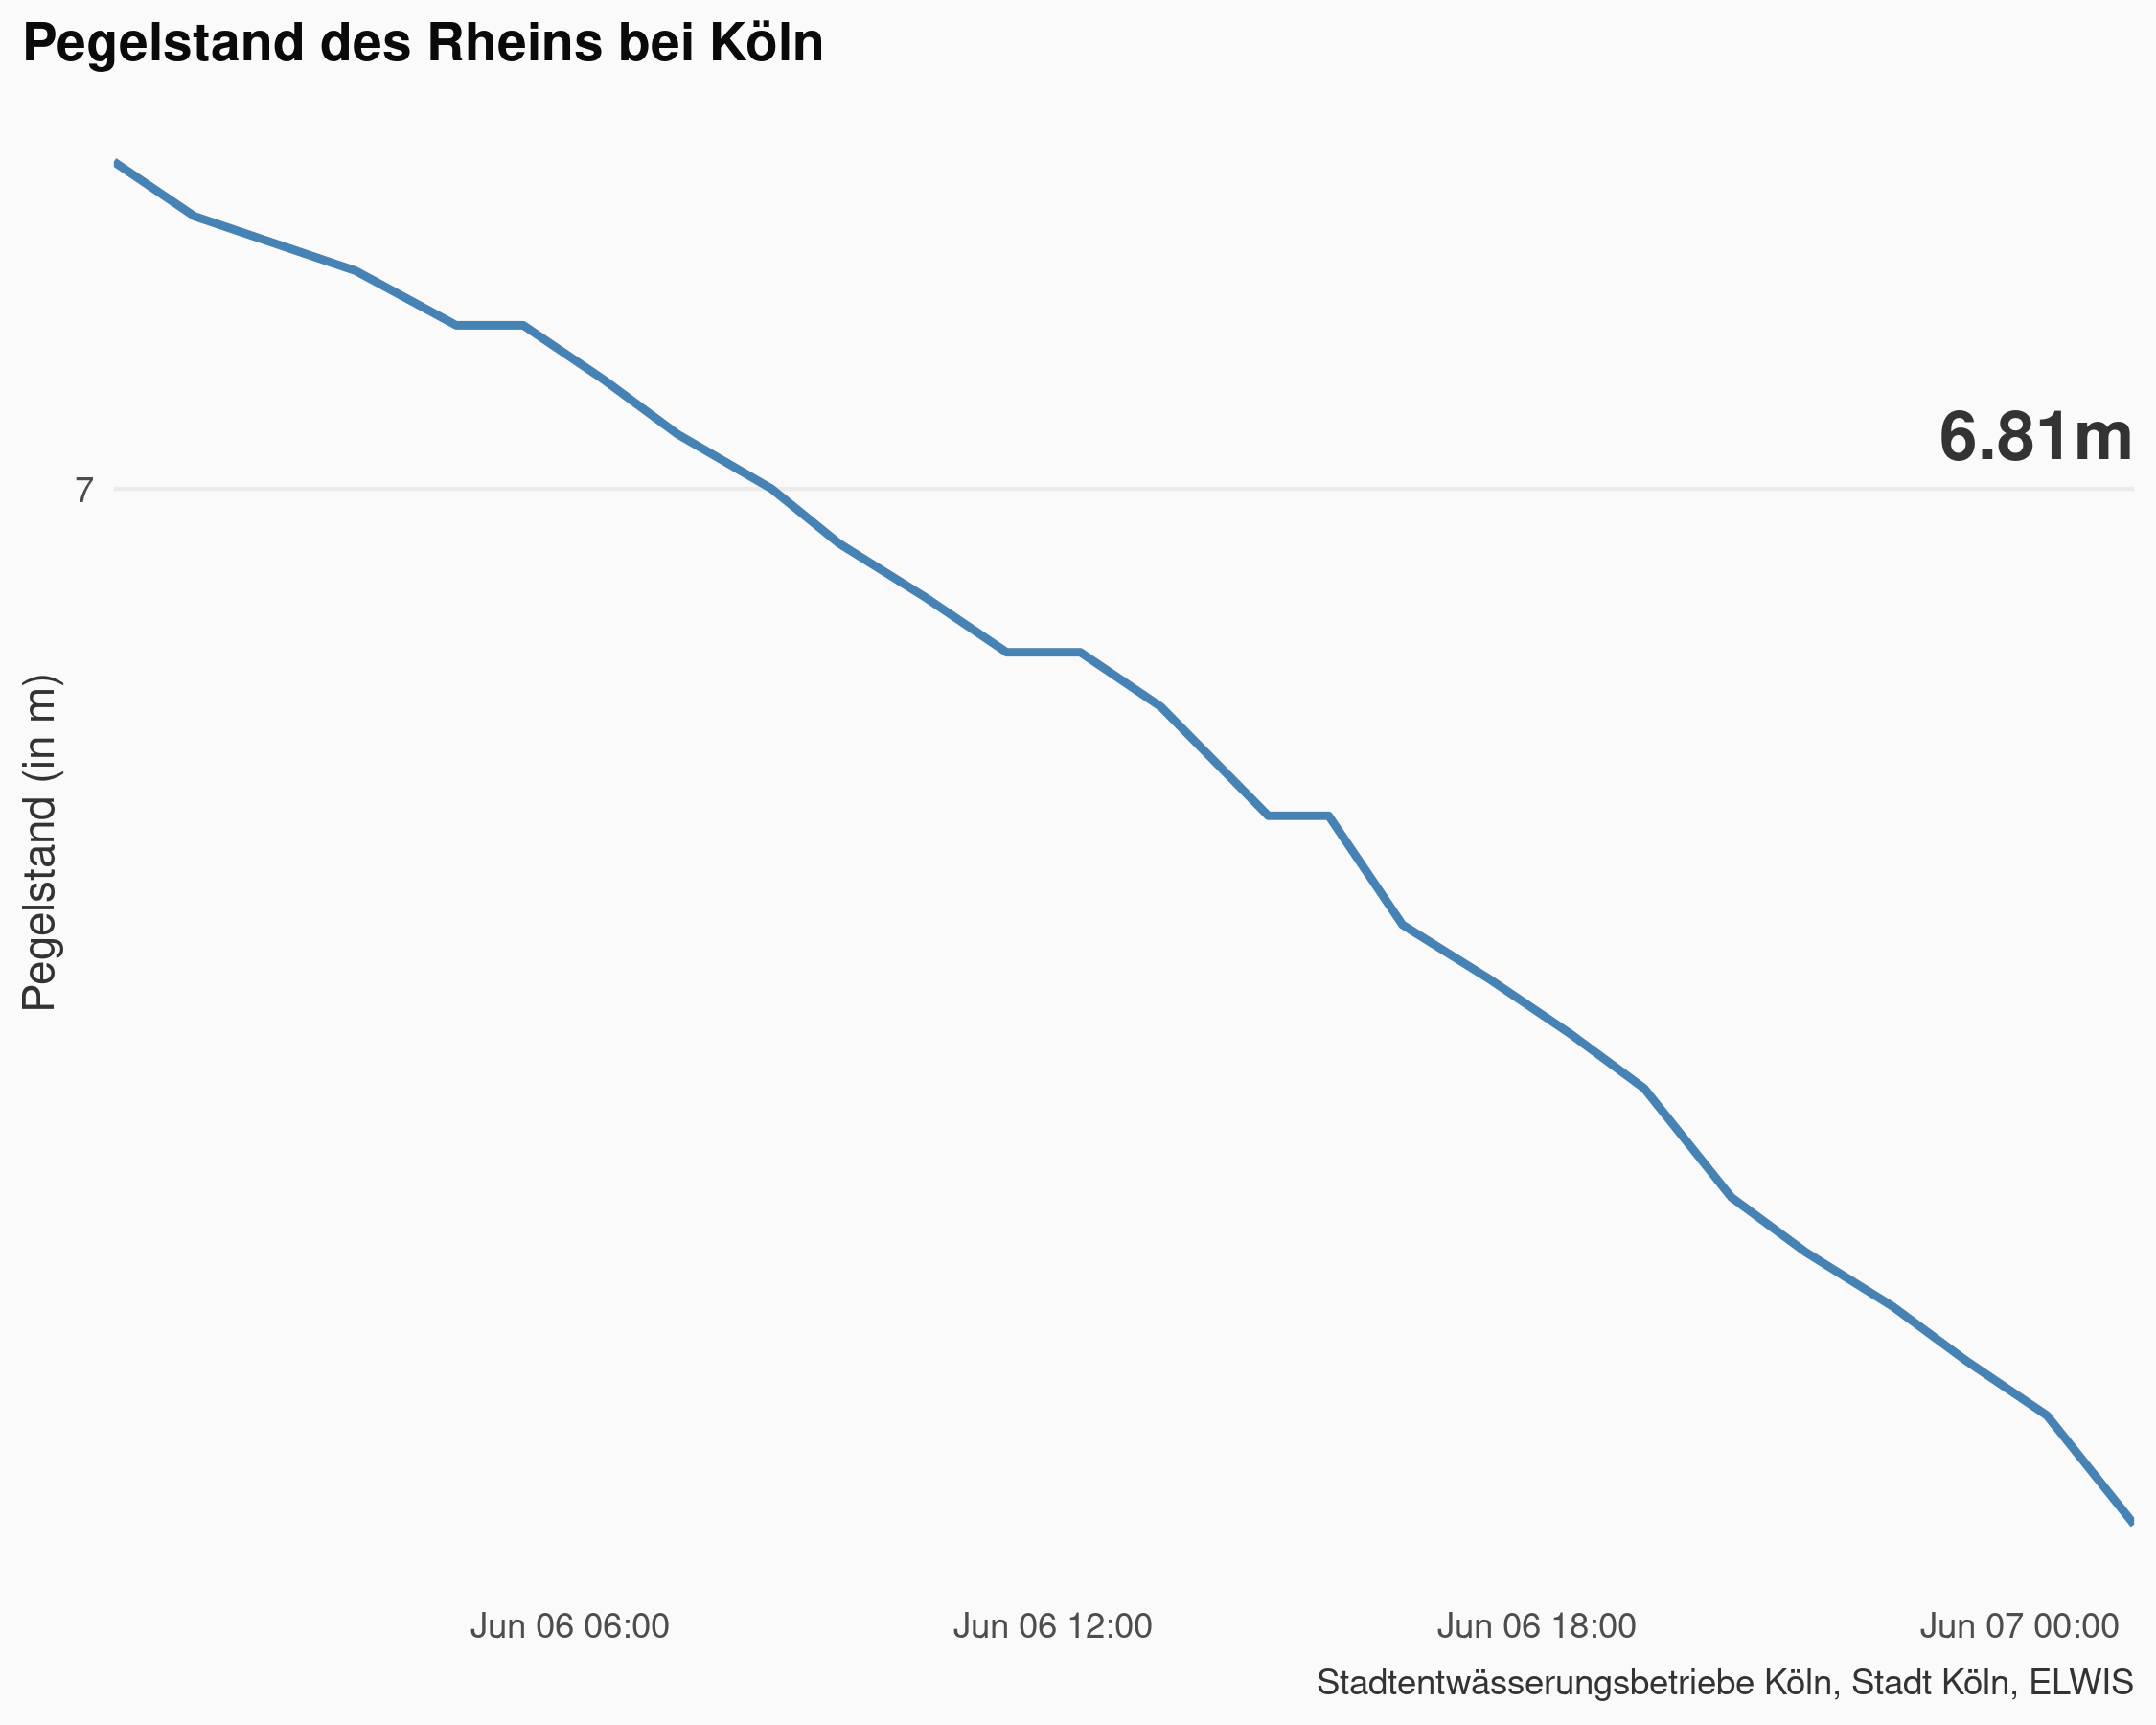 Pegelstand des Rheins bei Köln
6.81m
7
Pegelstand (in m)
Jun 06 06:00 Jun 06 12:00 Jun 06 18:00 Jun 07 00:00
Stadtentwässerungsbetriebe Köln, Stadt Köln, ELWIS